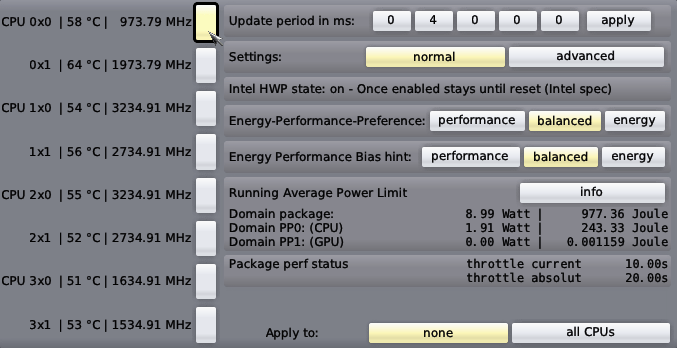 CPU 0x0 | 58 °C | 973.79 MHz
0x1 | 64 °C | 1973.79 MHz
CPU 1x0 | 54 °C | 3234.91 MHz
1x1 | 56 °C | 2734.91 MHz
CPU 2x0 | 55 °C | 3234.91 MHz
2x1 | 52 °C | 2734.91 MHz
CPU 3x0 | 51 °C | 1634.91 MHz
3x1 | 53 °C | 1534.91 MHz
Update period in ms: 0 4 0 0 0 apply
Settings: normal advanced
Intel HWP state: on - Once enabled stays until reset (Intel spec)
Energy-Performance-Preference: performance balanced energy
Energy Performance Bias hint: performance balanced energy
Running Average Power Limit info
Domain package: 8.99 Watt | 977.36 Joule
Domain PP0: (CPU) 1.91 Watt | 243.33 Joule
Domain PP1: (GPU) 0.00 Watt | 0.001159 Joule
Package perf status throttle current 10.00s
throttle absolut 20.00s
Apply to: none all CPUs